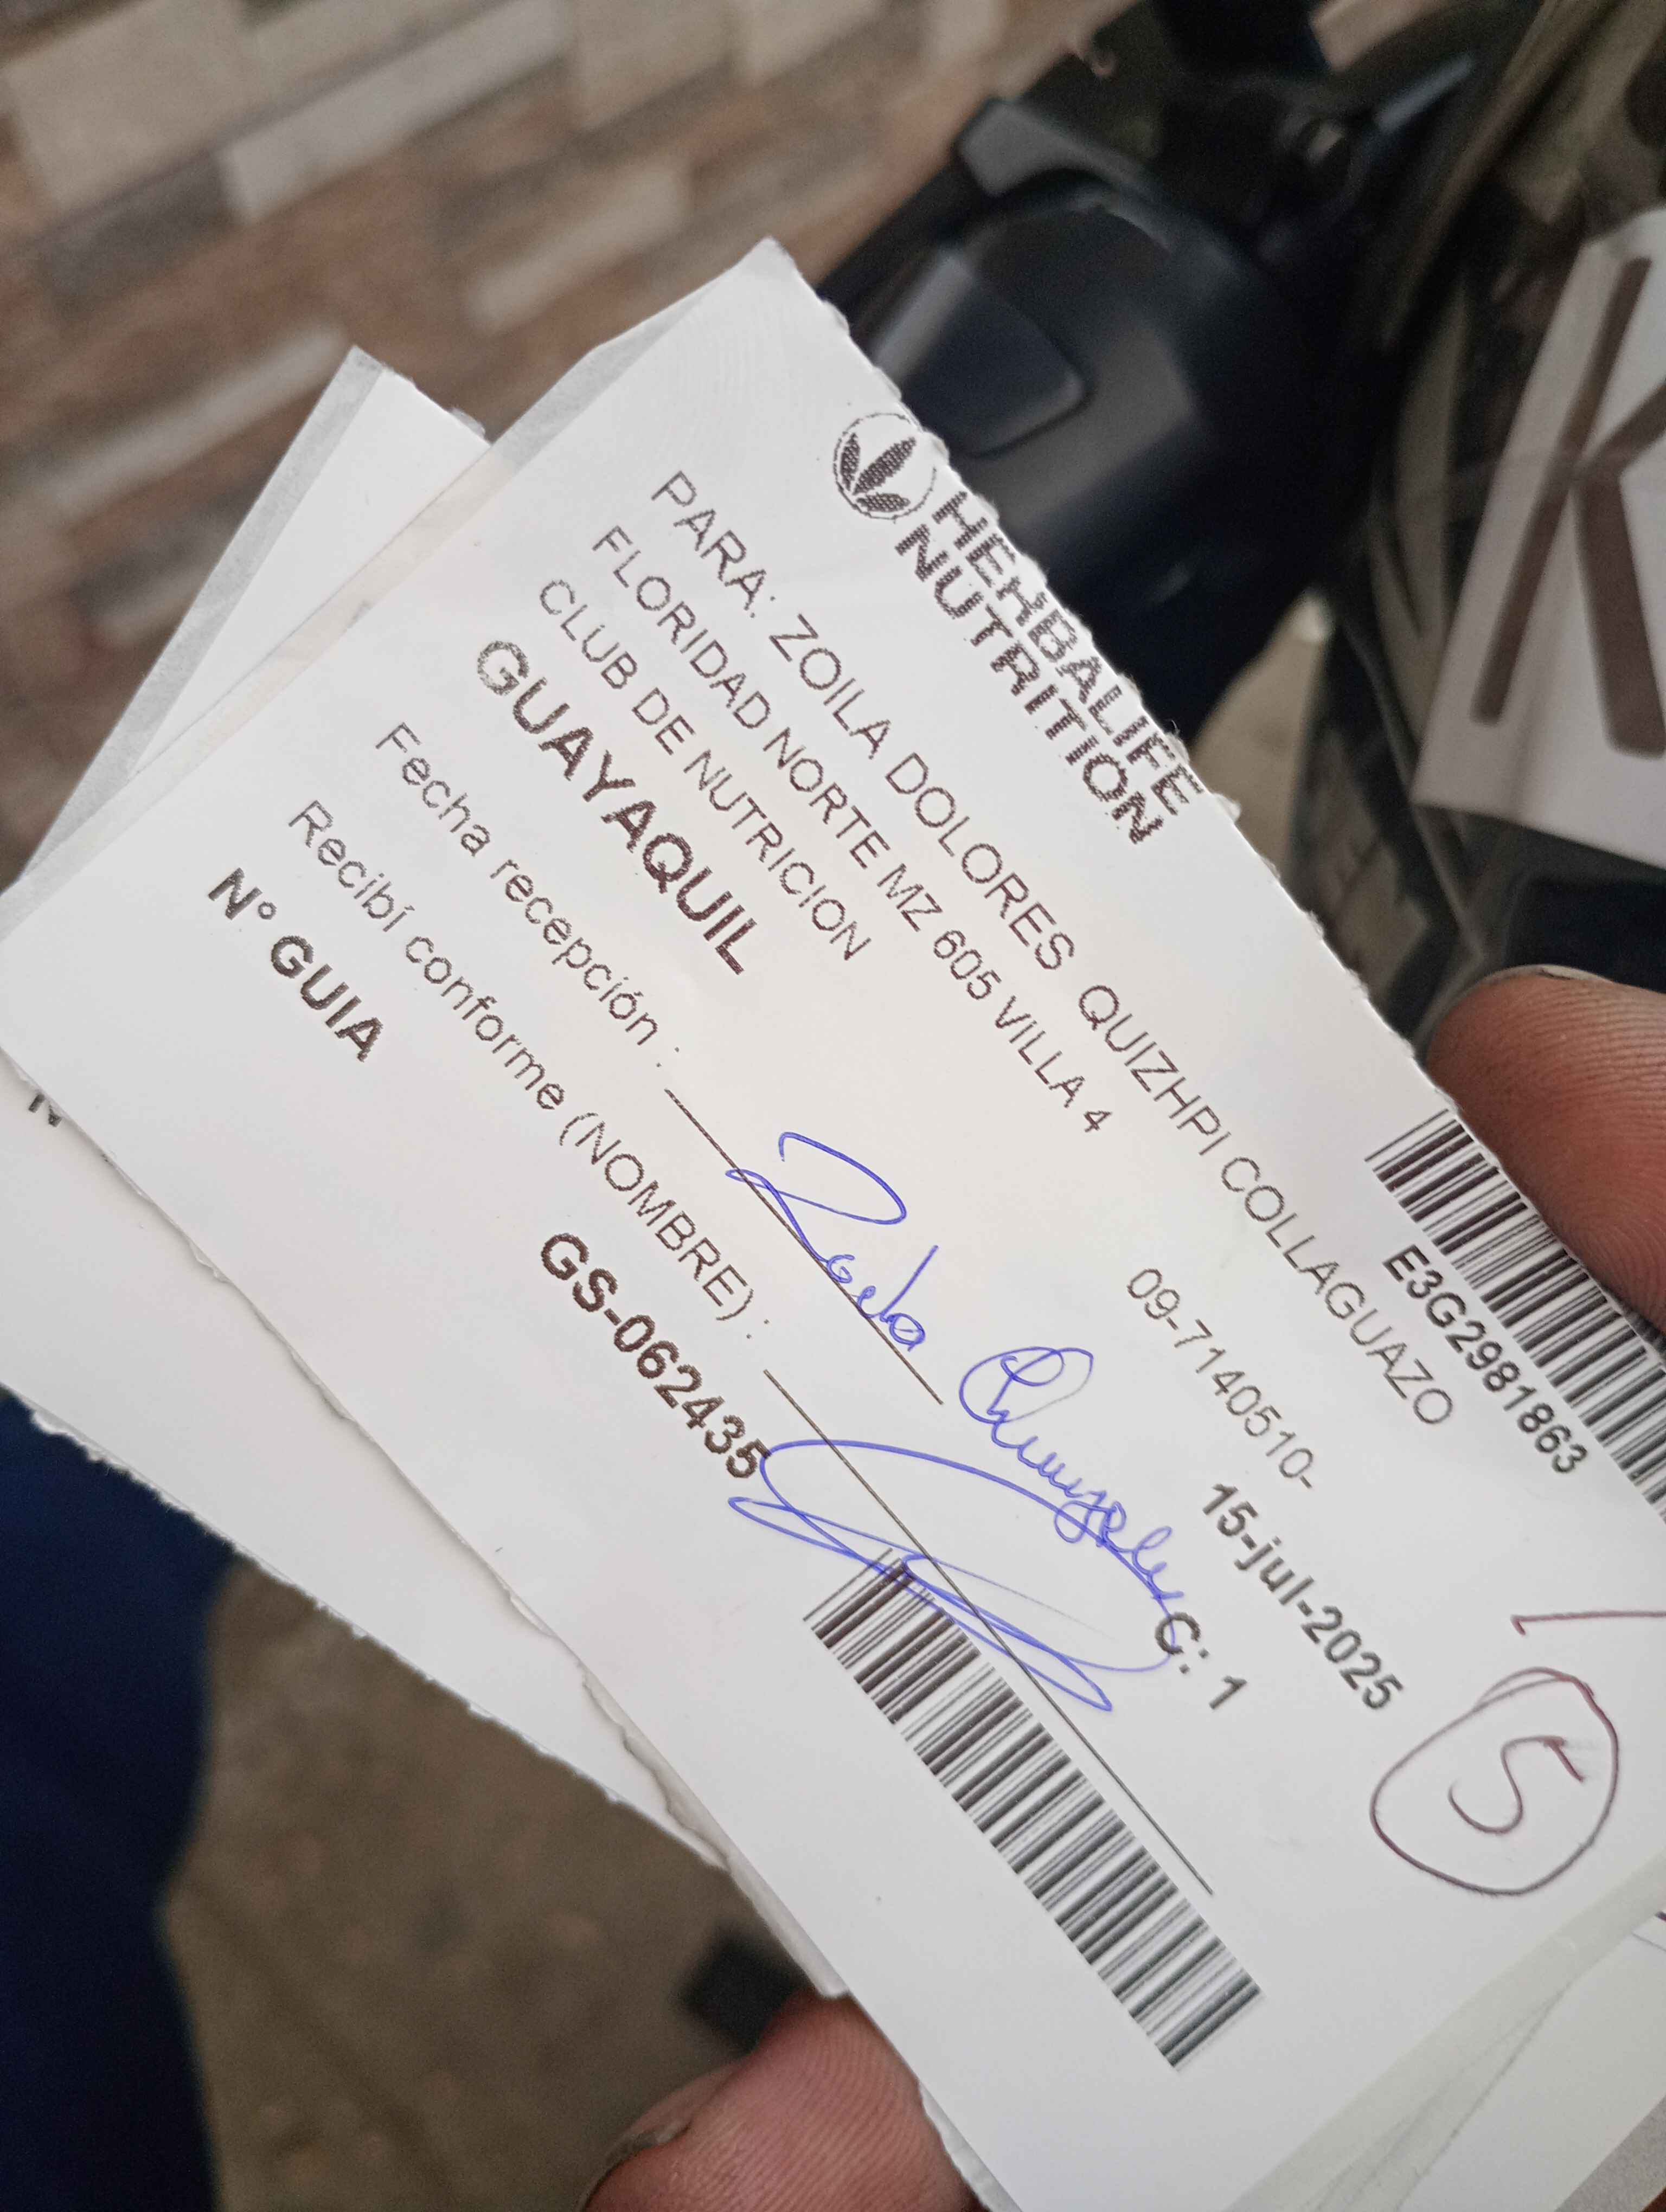 HERBALIFE
NUTRITION
E3G2981863
PARA: ZOILA DOLORES QUIZHPI COLLAGUAZO
FLORIDAD NORTE MZ 605 VILLA 4
09-7140510-
CLUB DE NUTRICION
15-jul-2025
GUAYAQUIL
Fecha recepción :
C: 1
Recibí conforme (NOMBRE) :
N° GUIA
GS-062435
5
K
N